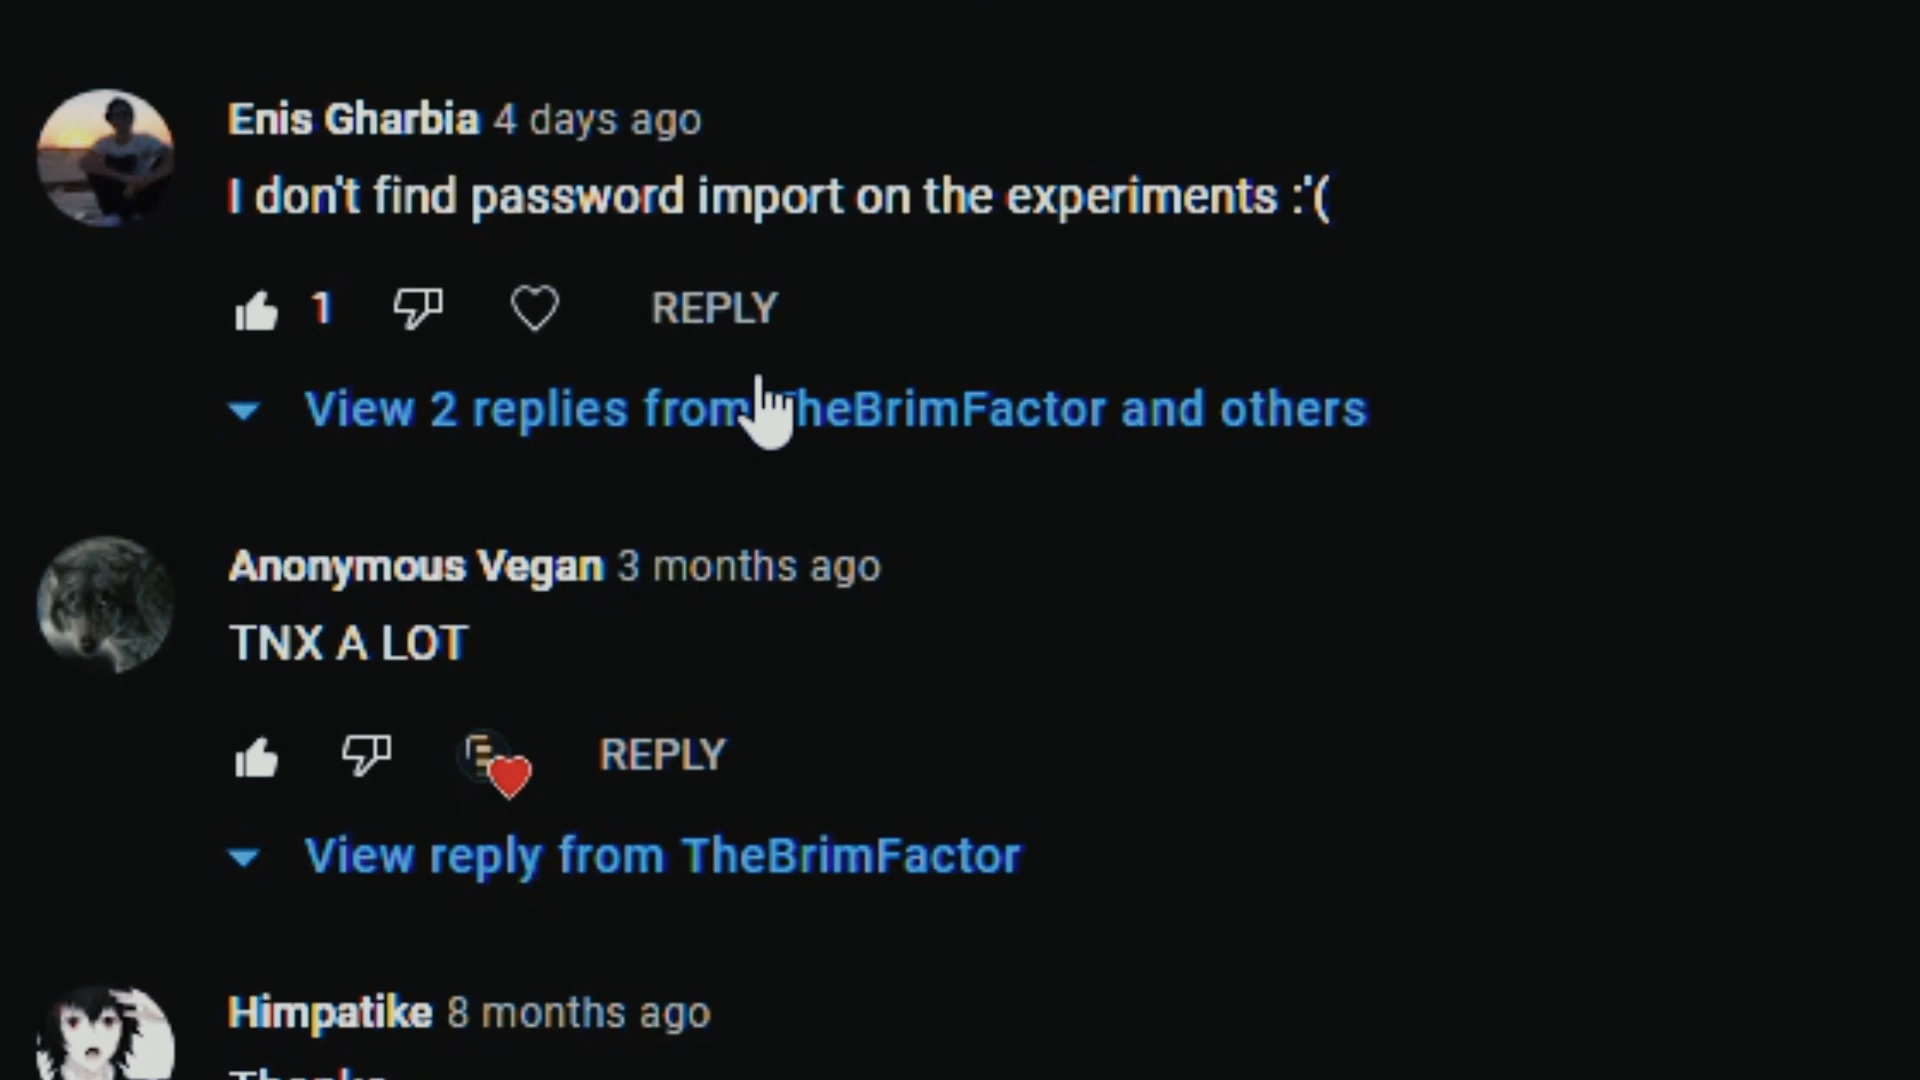 Enis Gharbia 4 days ago
I don't find password import on the experiments :'(
1 REPLY
View 2 replies from TheBrimFactor and others
Anonymous Vegan 3 months ago
TNX A LOT
REPLY
View reply from TheBrimFactor
Himpatike 8 months ago